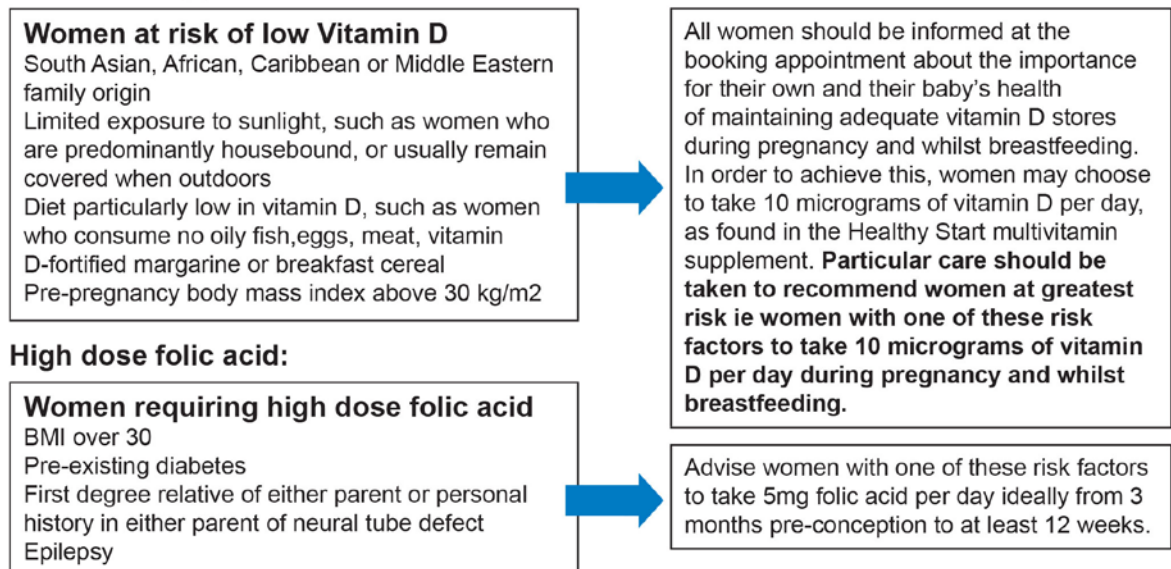 Women at risk of low Vitamin D
South Asian, African, Caribbean or Middle Eastern
family origin
Limited exposure to sunlight, such as women who
are predominantly housebound, or usually remain
covered when outdoors
Diet particularly low in vitamin D, such as women
who consume no oily fish,eggs, meat, vitamin
D-fortified margarine or breakfast cereal
Pre-pregnancy body mass index above 30 kg/m2
All women should be informed at the
booking appointment about the importance
for their own and their baby's health
of maintaining adequate vitamin D stores
during pregnancy and whilst breastfeeding.
In order to achieve this, women may choose
to take 10 micrograms of vitamin D per day,
as found in the Healthy Start multivitamin
supplement. Particular care should be
taken to recommend women at greatest
risk ie women with one of these risk
factors to take 10 micrograms of vitamin
D per day during pregnancy and whilst
breastfeeding.
High dose folic acid:
Women requiring high dose folic acid
BMI over 30
Pre-existing diabetes
First degree relative of either parent or personal
history in either parent of neural tube defect
Epilepsy
Advise women with one of these risk factors
to take 5mg folic acid per day ideally from 3
months pre-conception to at least 12 weeks.